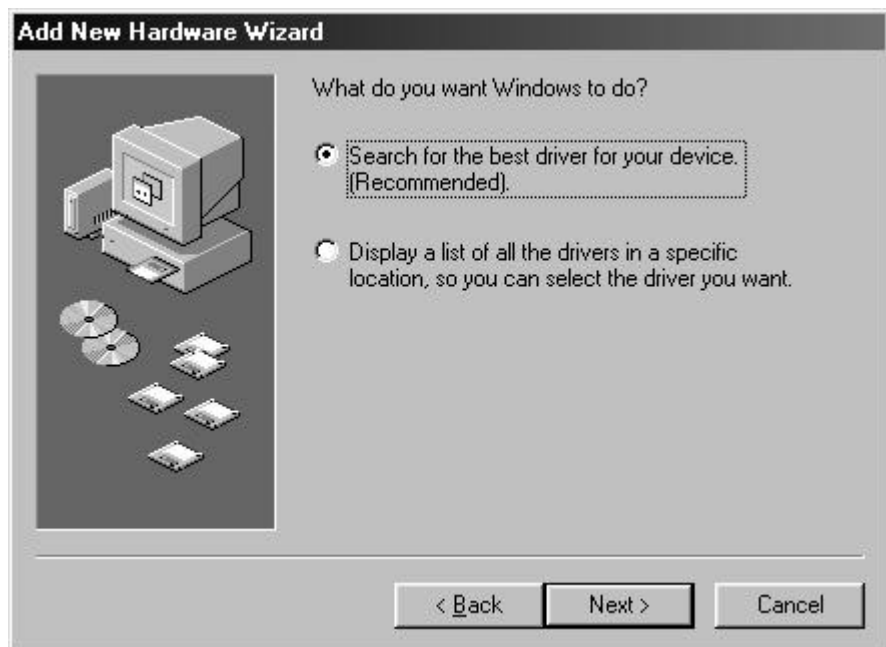 Add New Hardware Wizard
What do you want Windows to do?
Search for the best driver for your device.
(Recommended).
Display a list of all the drivers in a specific
location, so you can select the driver you want.
< Back
Next >
Cancel